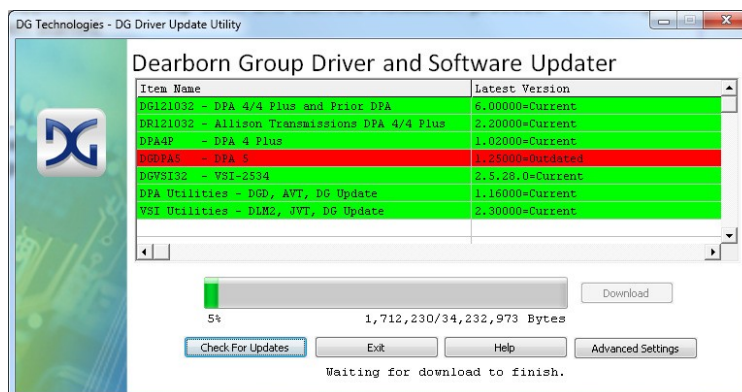 DG Technologies - DG Driver Update Utility
Dearborn Group Driver and Software Updater
Item Name Latest Version
DG121032 - DPA 4/4 Plus and Prior DPA 6.00000=Current
DR121032 - Allison Transmissions DPA 4/4 Plus 2.20000=Current
DPA4P - DPA 4 Plus 1.02000=Current
DGDPA5 - DPA 5 1.25000=Outdated
DGVSI32 - VSI-2534 2.5.28.0=Current
DPA Utilities - DGD, AVT, DG Update 1.16000=Current
VSI Utilities - DLM2, JVT, DG Update 2.30000=Current
DG
Download
5% 1,712,230/34,232,973 Bytes
Check For Updates Exit Help Advanced Settings
Waiting for download to finish.